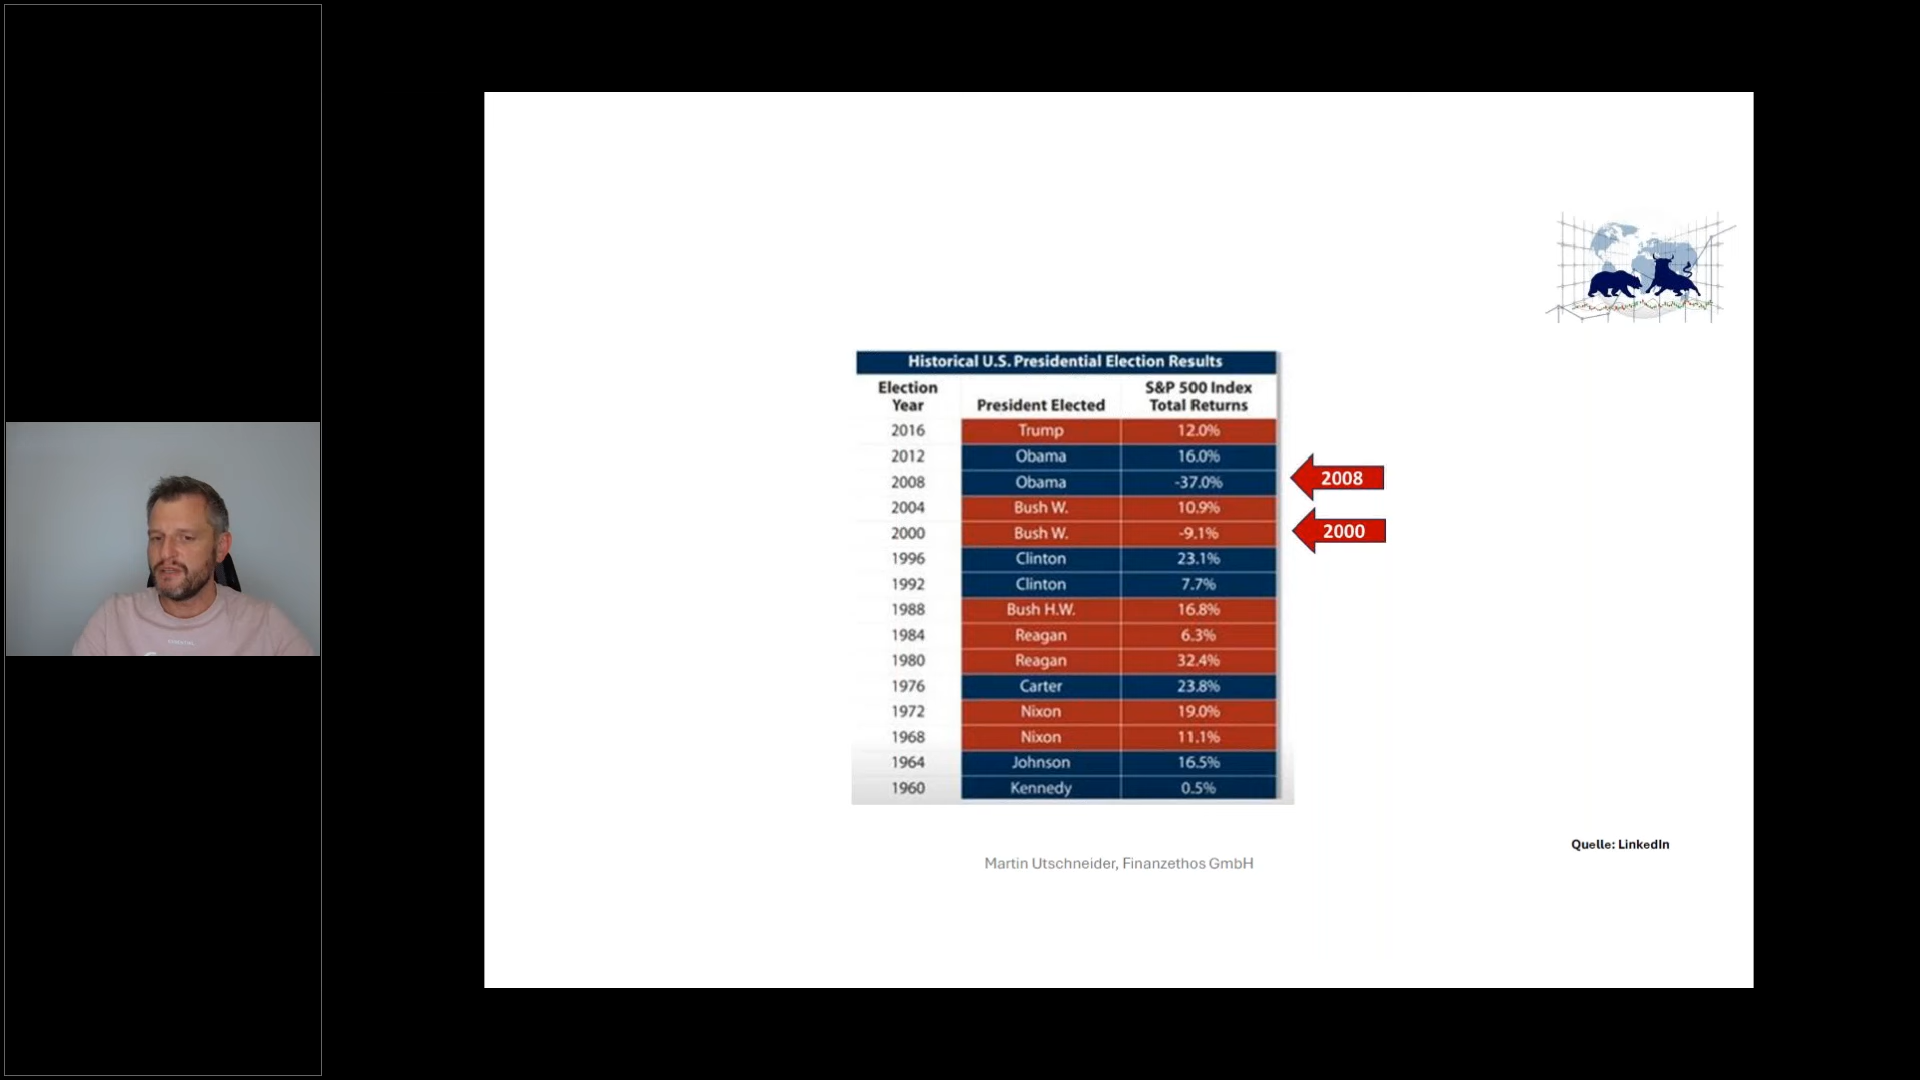 Historical U.S. Presidential Election Results
Election Year President Elected S&P 500 Index Total Returns
2016 Trump 12.0%
2012 Obama 16.0%
2008 Obama -37.0%
2004 Bush W. 10.9%
2000 Bush W. -9.1%
1996 Clinton 23.1%
1992 Clinton 7.7%
1988 Bush H.W. 16.8%
1984 Reagan 6.3%
1980 Reagan 32.4%
1976 Carter 23.8%
1972 Nixon 19.0%
1968 Nixon 11.1%
1964 Johnson 16.5%
1960 Kennedy 0.5%
2008
2000
Quelle: LinkedIn
Martin Utschneider, Finanzethos GmbH